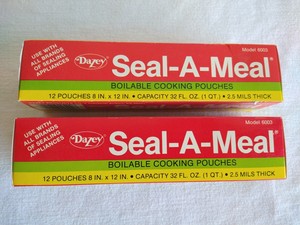 USE WITH
ALL BRANDS
OF SEALING
APPLIANCES
Dazey
Model 6003
Seal-A-Meal®
BOILABLE COOKING POUCHES
12 POUCHES 8 IN. x 12 IN. • CAPACITY 32 FL. OZ. (1 QT.) • 2.5 MILS THICK
USE WITH
ALL BRANDS
OF SEALING
APPLIANCES
Dazey
Model 6003
Seal-A-Meal®
BOILABLE COOKING POUCHES
12 POUCHES 8 IN. x 12 IN. • CAPACITY 32 FL. OZ. (1 QT.) • 2.5 MILS THICK